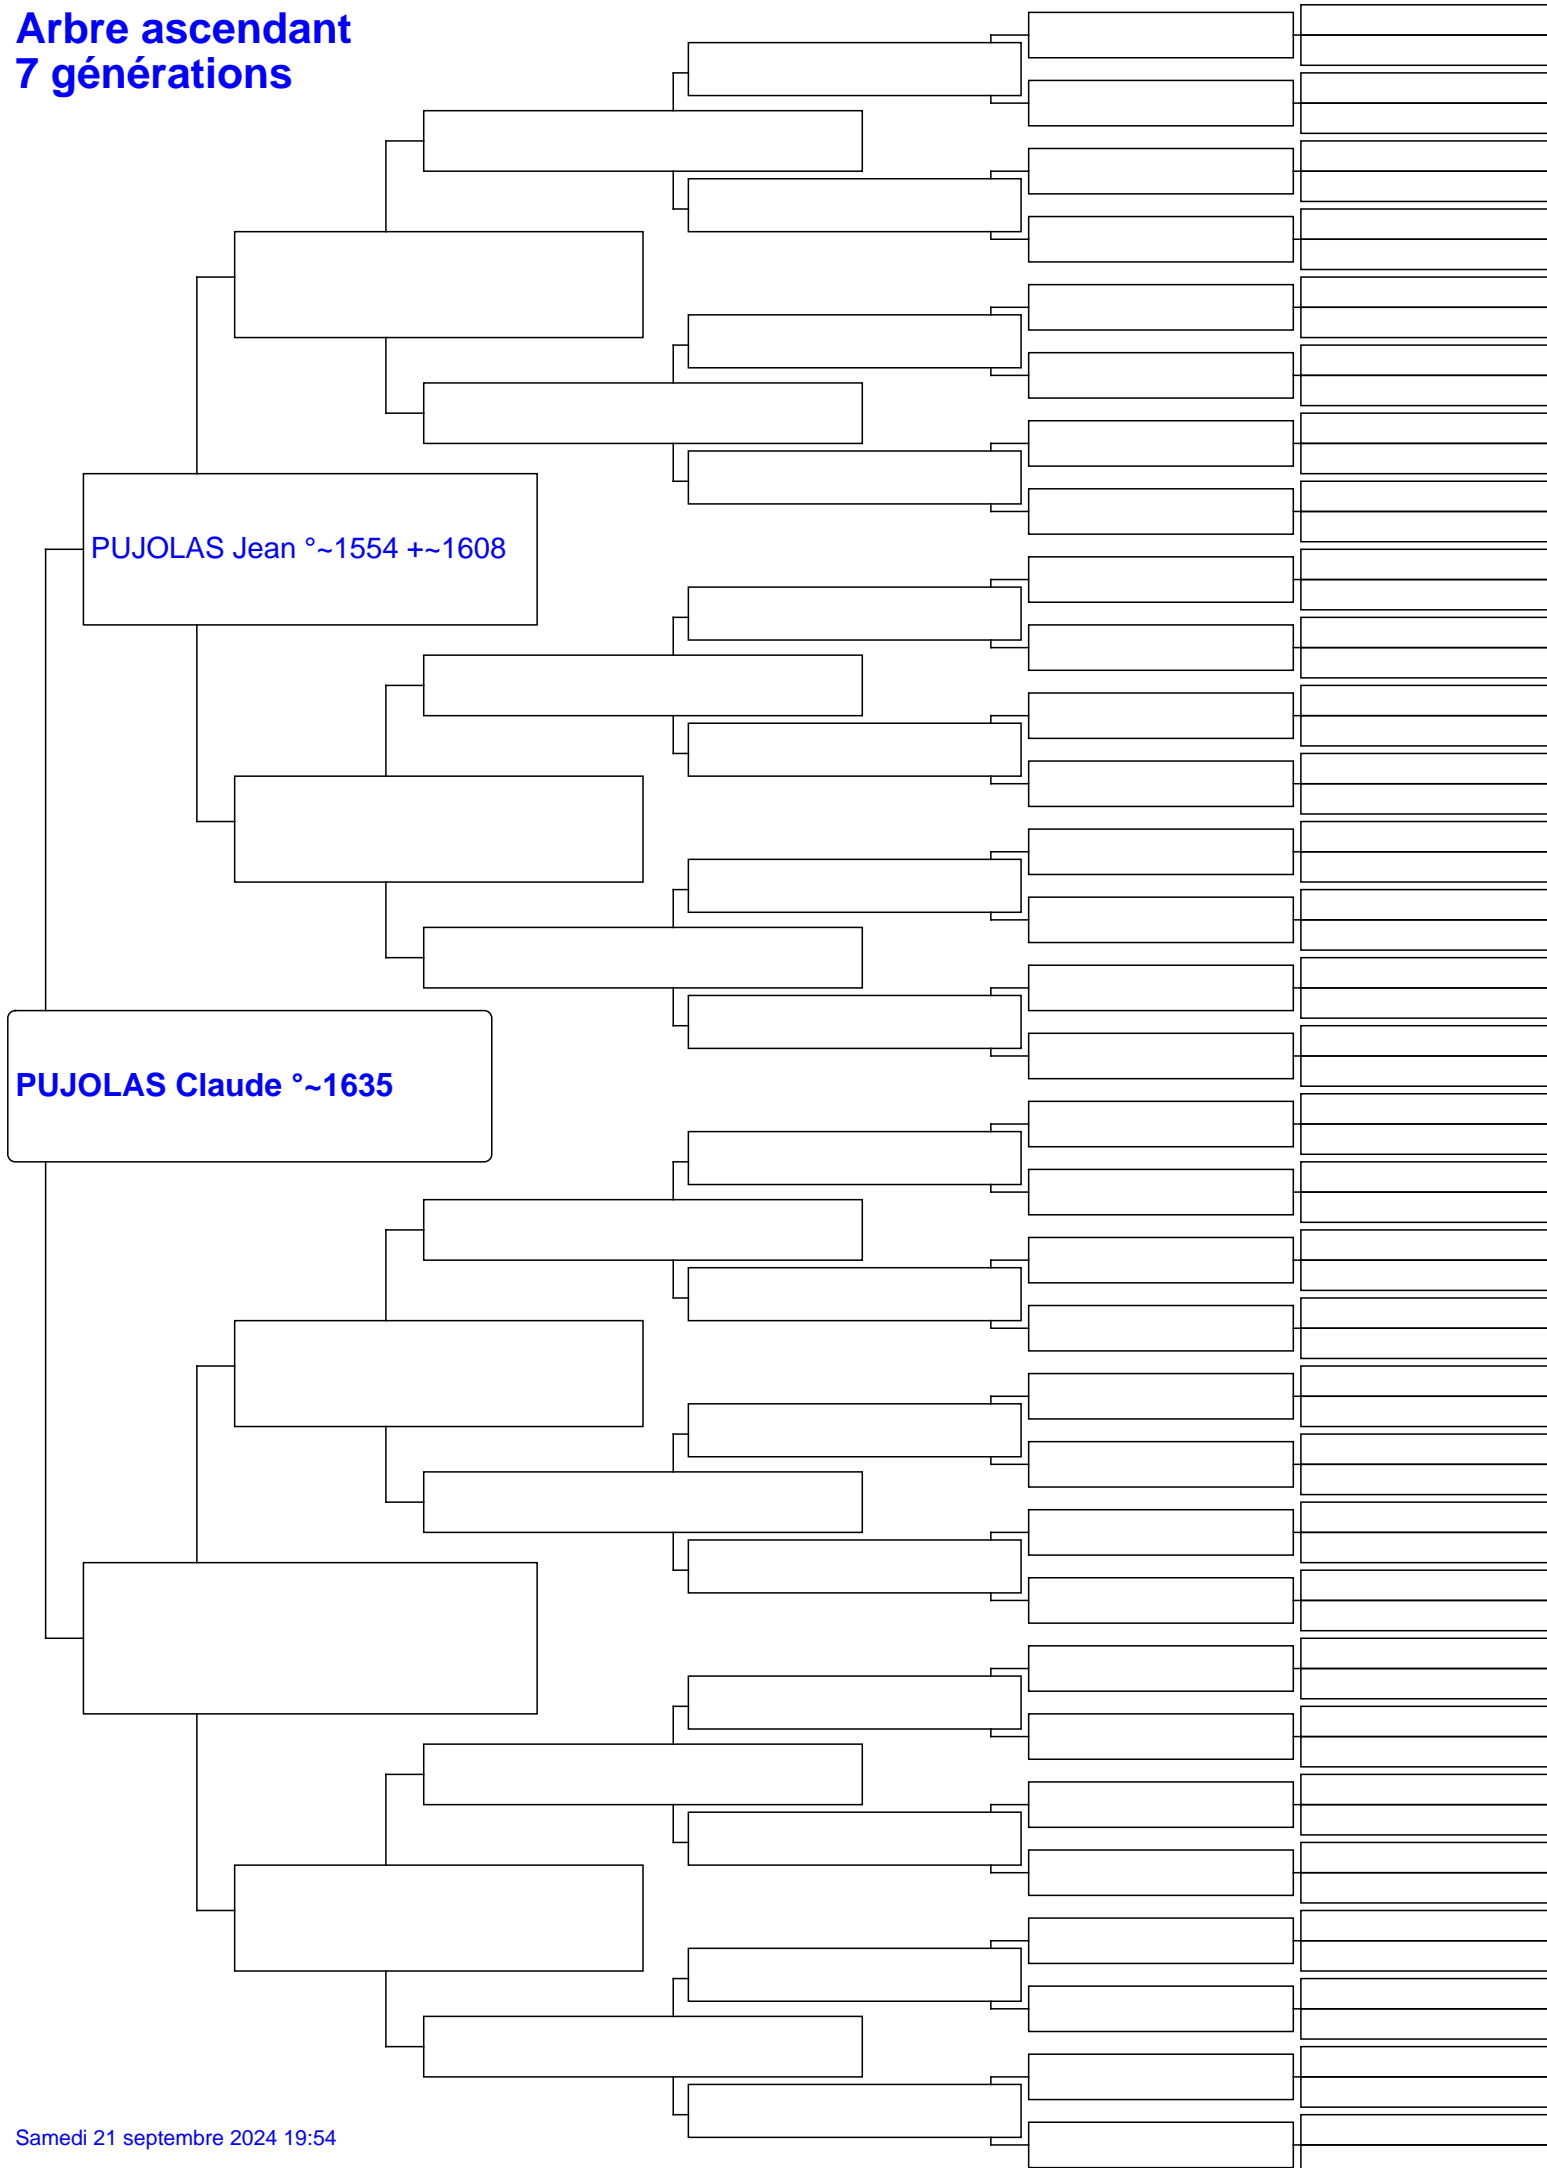 Arbre ascendant
7 générations
PUJOLAS Jean °~1554 +~1608
PUJOLAS Claude °~1635
Samedi 21 septembre 2024 19:54